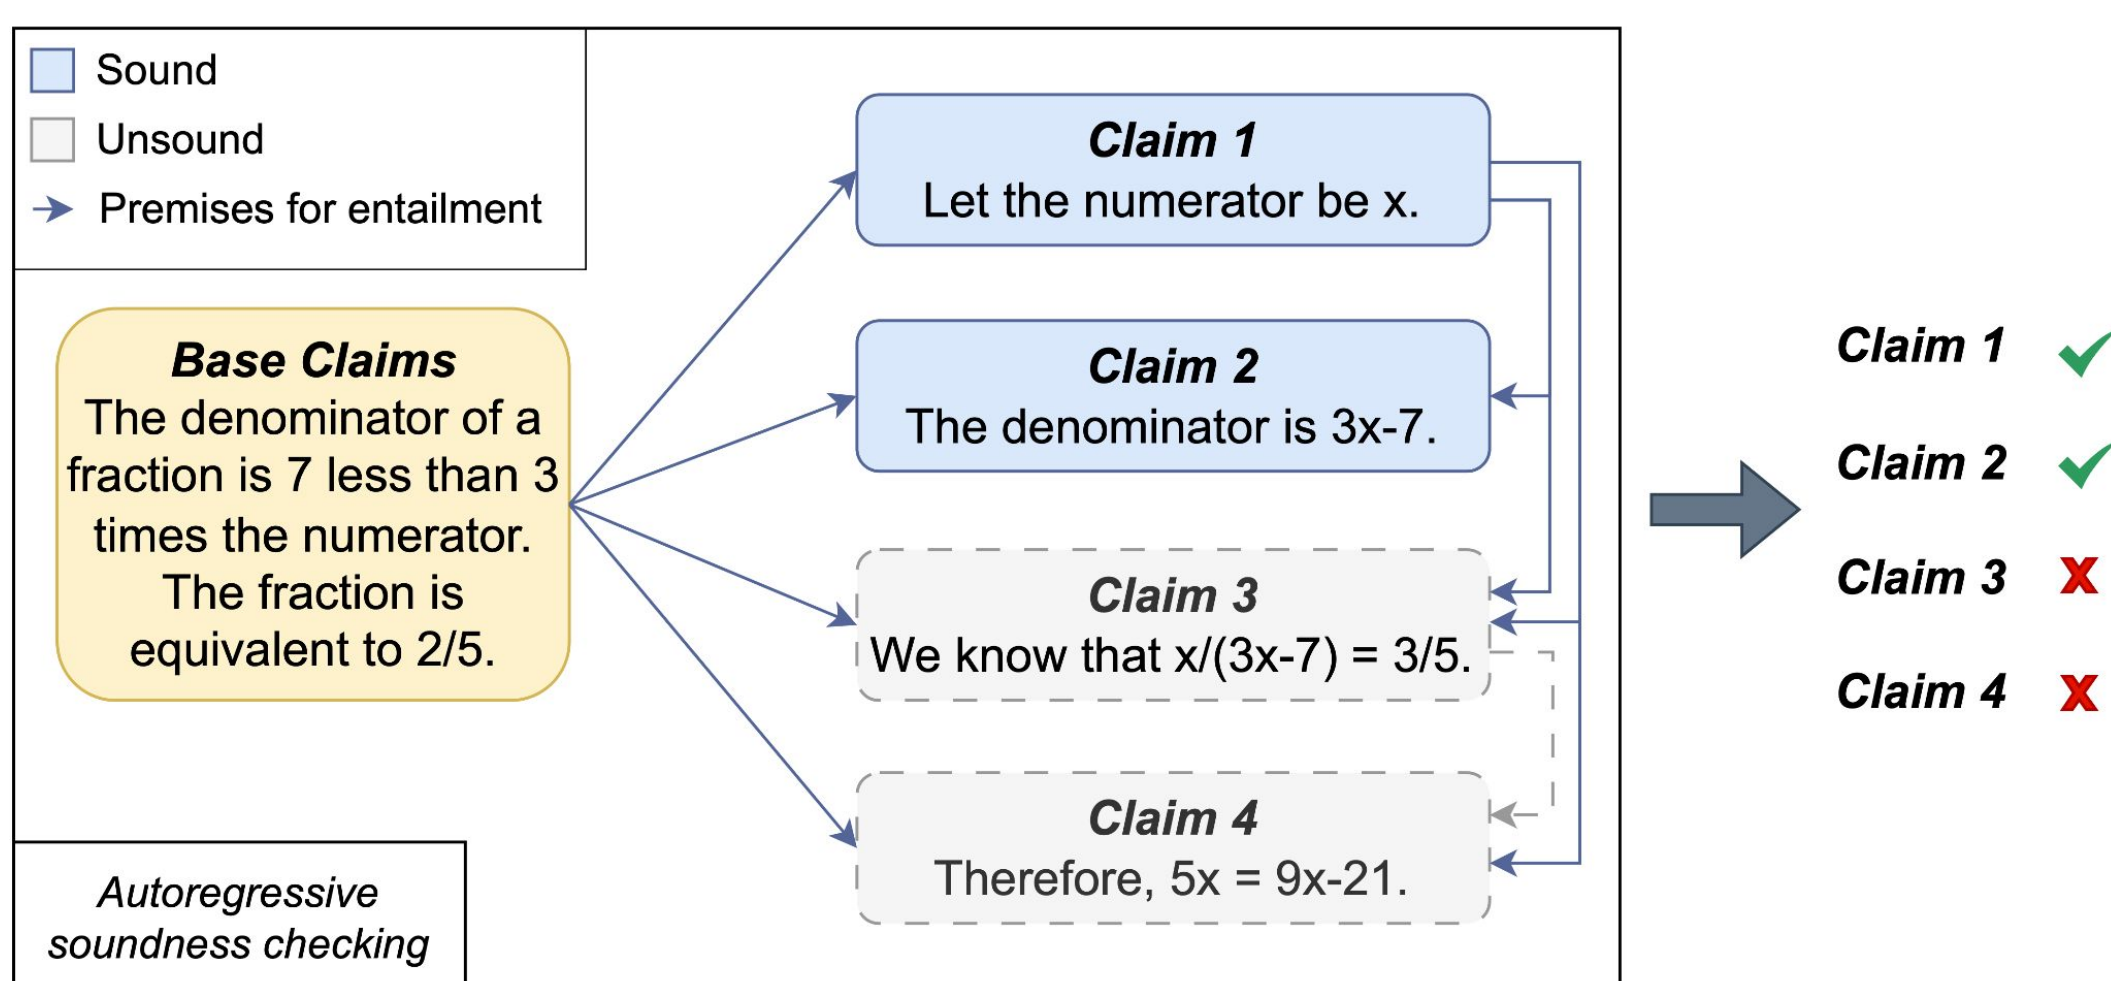 Sound
Unsound
Premises for entailment
Base Claims
The denominator of a
fraction is 7 less than 3
times the numerator.
The fraction is
equivalent to 2/5.
Claim 1
Let the numerator be x.
Claim 2
The denominator is 3x-7.
Claim 3
We know that x/(3x-7) = 3/5.
Claim 4
Therefore, 5x = 9x-21.
Autoregressive
soundness checking
Claim 1
Claim 2
Claim 3
Claim 4